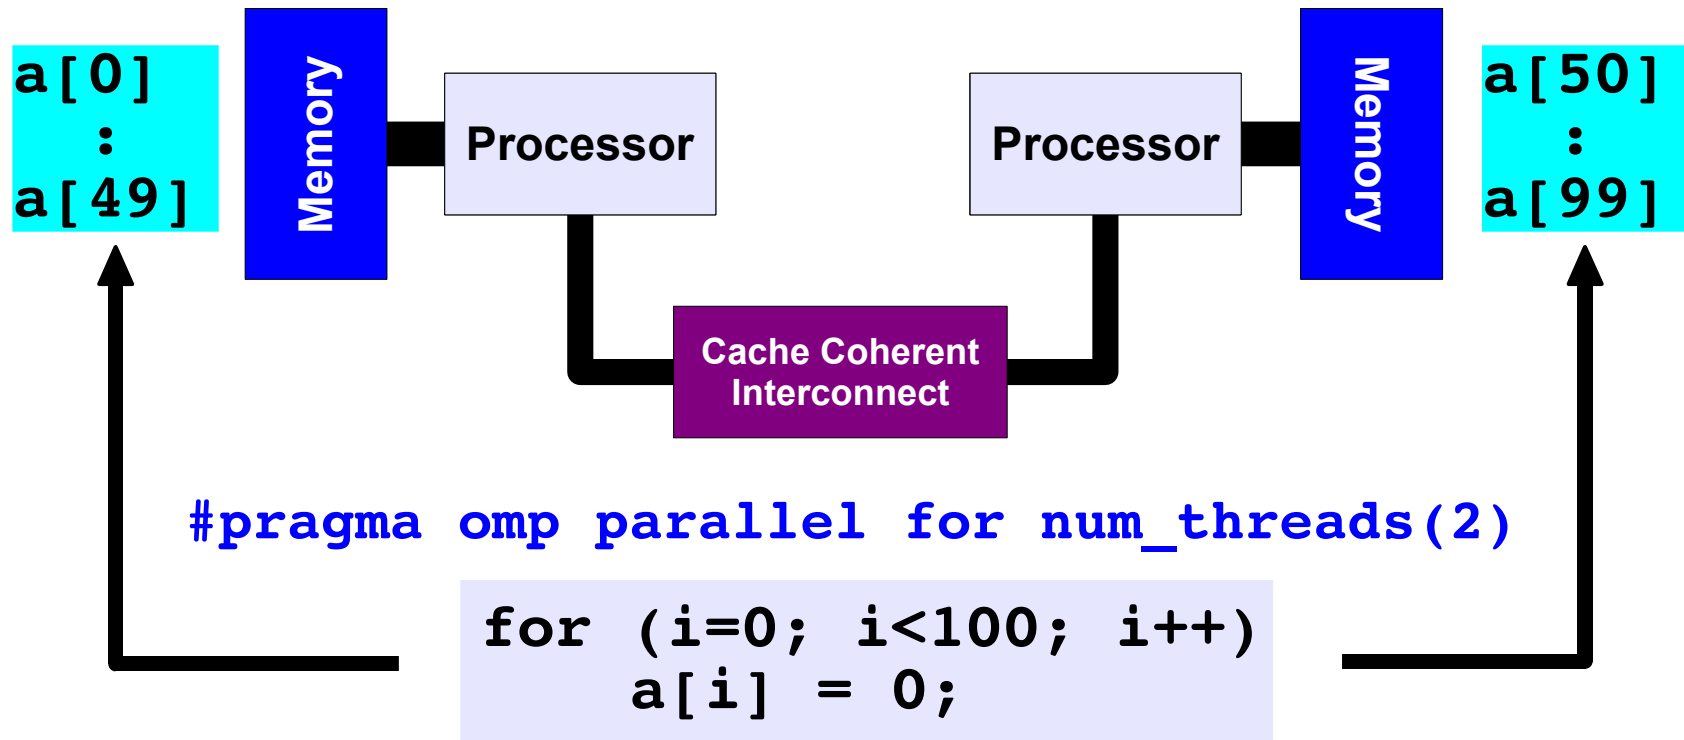 a[0]
:
a[49]
Memory
Processor
Processor
Memory
a[50]
:
a[99]
Cache Coherent
Interconnect
#pragma omp parallel for num_threads(2)
for (i=0; i<100; i++)
a[i] = 0;